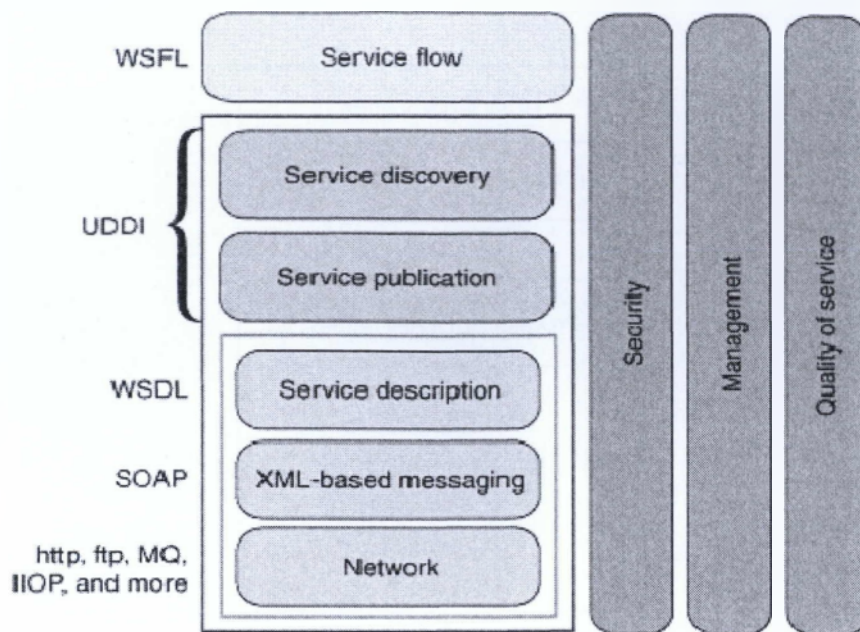 WSFL
Service flow
UDDI
Service discovery
Service publication
WSDL
Service description
SOAP
XML-based messaging
http, ftp, MQ,
IIOP, and more
Network
Security
Management
Quality of service